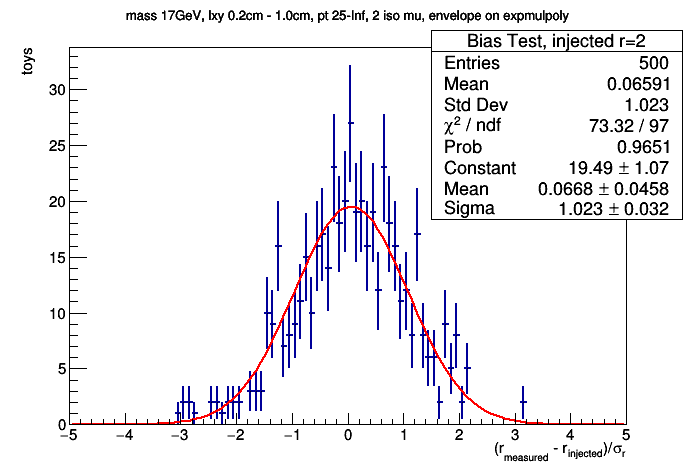 mass 17GeV, lxy 0.2cm - 1.0cm, pt 25-Inf, 2 iso mu, envelope on expmulpoly
toys
Bias Test, injected r=2
Entries 500
Mean 0.06591
Std Dev 1.023
χ² / ndf 73.32 / 97
Prob 0.9651
Constant 19.49 ± 1.07
Mean 0.0668 ± 0.0458
Sigma 1.023 ± 0.032
30
25
20
15
10
5
0
−5 −4 −3 −2 −1 0 1 2 3 4 5
(r_measured - r_injected)/σ_r